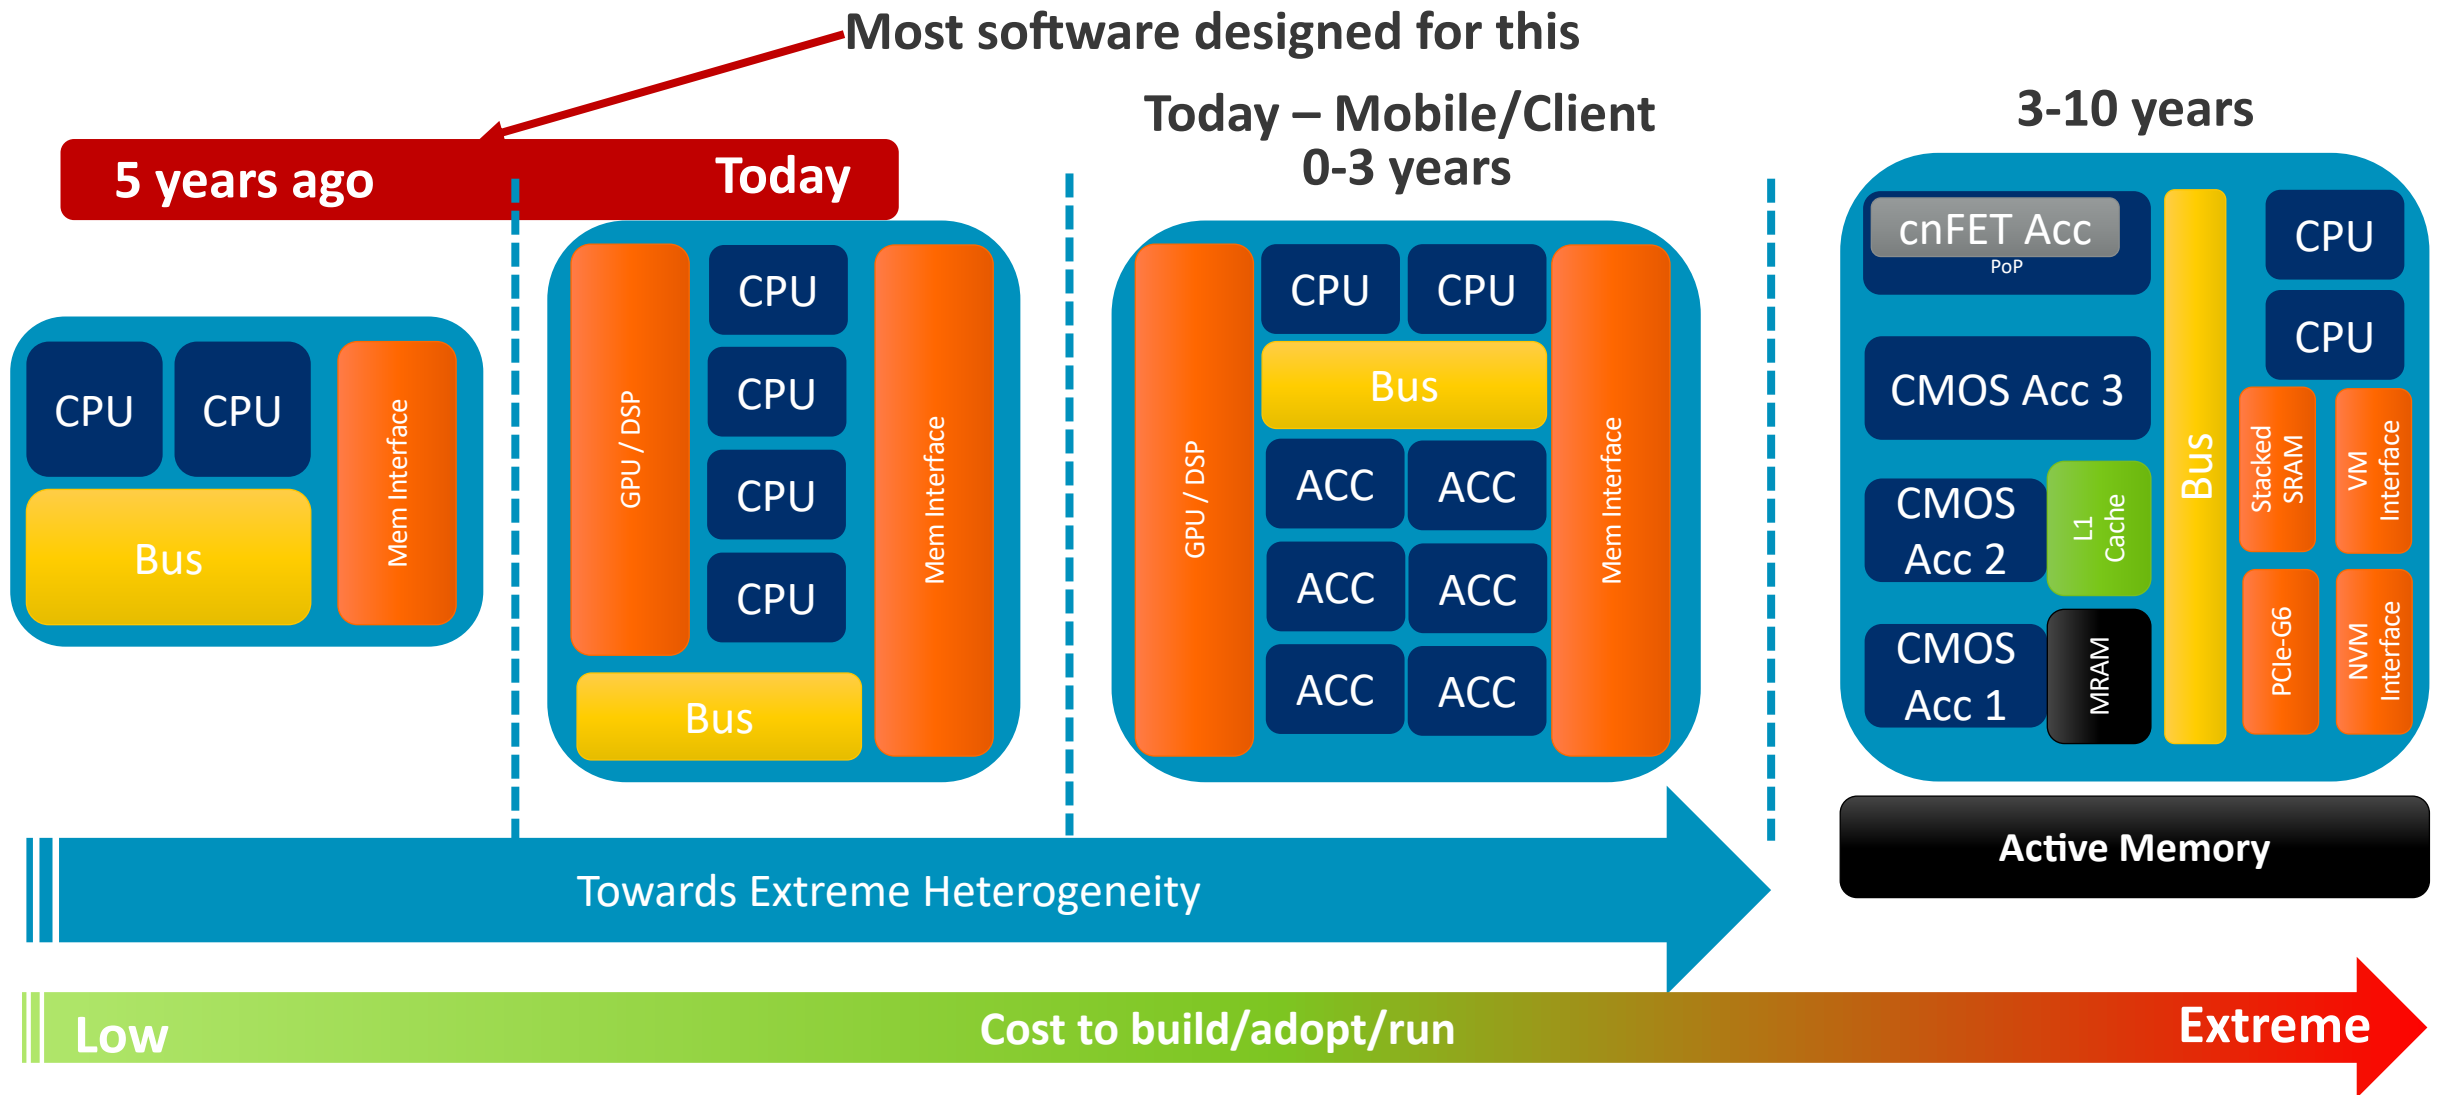 Most software designed for this
5 years ago
Today
Today – Mobile/Client
0-3 years
3-10 years
CPU
CPU
Bus
Mem Interface
GPU / DSP
CPU
CPU
CPU
CPU
Bus
Mem Interface
GPU / DSP
CPU
CPU
Bus
ACC
ACC
ACC
ACC
ACC
ACC
Mem Interface
cnFET Acc
PoP
CMOS Acc 3
CMOS
Acc 2
L1
Cache
CMOS
Acc 1
MRAM
Bus
CPU
CPU
Stacked
SRAM
VM
Interface
PCIe-G6
NVM
Interface
Active Memory
Towards Extreme Heterogeneity
Low
Cost to build/adopt/run
Extreme